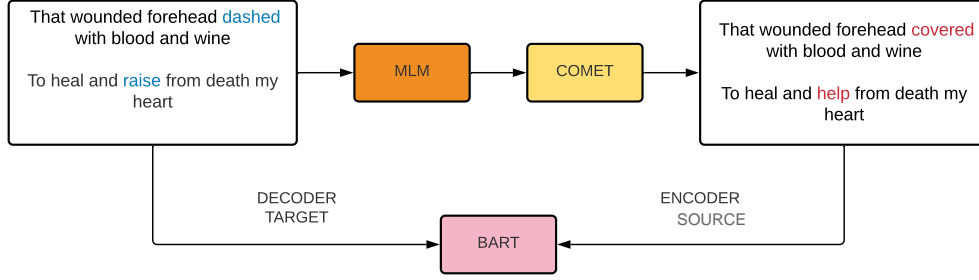 That wounded forehead dashed
with blood and wine
To heal and raise from death my
heart
MLM
COMET
That wounded forehead covered
with blood and wine
To heal and help from death my
heart
DECODER
TARGET
ENCODER
SOURCE
BART